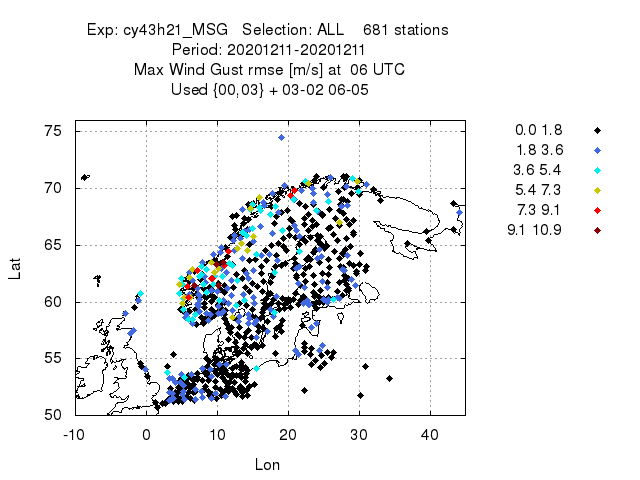 Exp: cy43h21_MSG   Selection: ALL    681 stations
Period: 20201211-20201211
Max Wind Gust rmse [m/s] at  06 UTC
Used {00,03} + 03-02 06-05
0.0 1.8
1.8 3.6
3.6 5.4
5.4 7.3
7.3 9.1
9.1 10.9
75
70
65
60
55
50
Lat
-10 0 10 20 30 40
Lon